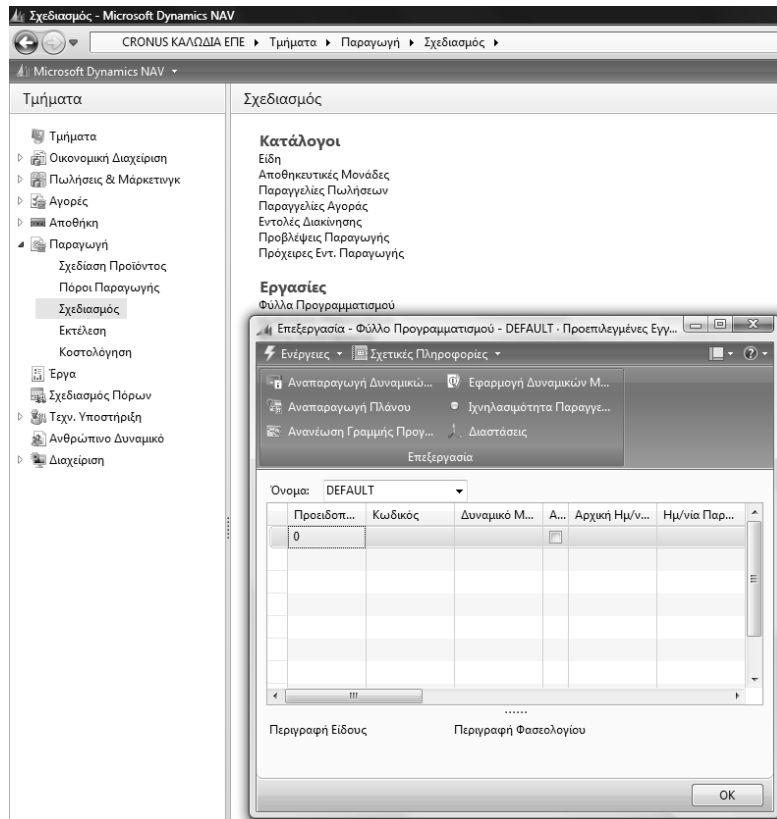 Σχεδιασμός - Microsoft Dynamics NAV
CRONUS ΚΑΛΩΔΙΑ ΕΠΕ ▸ Τμήματα ▸ Παραγωγή ▸ Σχεδιασμός ▸
Microsoft Dynamics NAV
Τμήματα
Τμήματα
Οικονομική Διαχείριση
Πωλήσεις & Μάρκετινγκ
Αγορές
Αποθήκη
Παραγωγή
Σχεδίαση Προϊόντος
Πόροι Παραγωγής
Σχεδιασμός
Εκτέλεση
Κοστολόγηση
Έργα
Σχεδιασμός Πόρων
Τεχν. Υποστήριξη
Ανθρώπινο Δυναμικό
Διαχείριση
Σχεδιασμός
Κατάλογοι
Είδη
Αποθηκευτικές Μονάδες
Παραγγελίες Πωλήσεων
Παραγγελίες Αγοράς
Εντολές Διακίνησης
Προβλέψεις Παραγωγής
Πρόχειρες Εντ. Παραγωγής
Εργασίες
Φύλλα Προγραμματισμού
Επεξεργασία - Φύλλο Προγραμματισμού - DEFAULT · Προεπιλεγμένες Εγγ...
Ενέργειες Σχετικές Πληροφορίες
Αναπαραγωγή Δυναμικώ... Εφαρμογή Δυναμικών Μ...
Αναπαραγωγή Πλάνου Ιχνηλασιμότητα Παραγγε...
Ανανέωση Γραμμής Προγ... Διαστάσεις
Επεξεργασία
Όνομα: DEFAULT
Προειδοπ... Κωδικός Δυναμικό Μ... Α... Αρχική Ημ/ν... Ημ/νία Παρ...
0
Περιγραφή Είδους Περιγραφή Φασεολογίου
OK